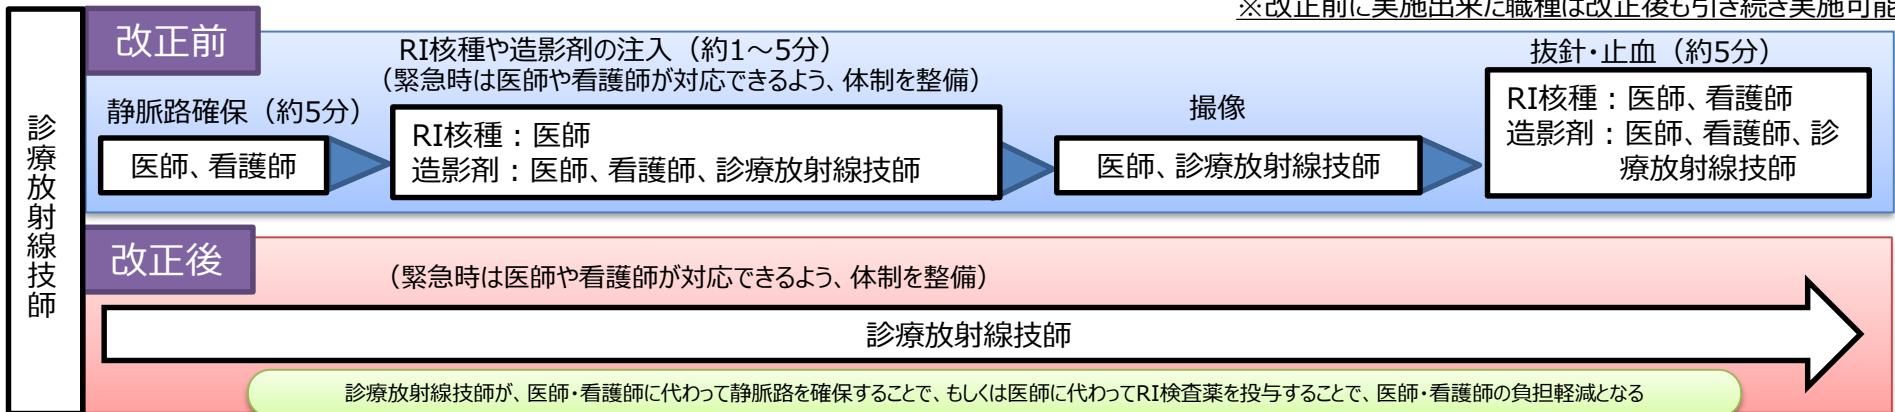 ※改正前に実施出来た職種は改正後も引き続き実施可能
診療放射線技師
改正前
RI核種や造影剤の注入（約1～5分）
（緊急時は医師や看護師が対応できるよう、体制を整備）
抜針・止血（約5分）
静脈路確保（約5分）
撮像
医師、看護師
RI核種：医師
造影剤：医師、看護師、診療放射線技師
医師、診療放射線技師
RI核種：医師、看護師
造影剤：医師、看護師、診
療放射線技師
改正後
（緊急時は医師や看護師が対応できるよう、体制を整備）
診療放射線技師
診療放射線技師が、医師・看護師に代わって静脈路を確保することで、もしくは医師に代わってRI検査薬を投与することで、医師・看護師の負担軽減となる